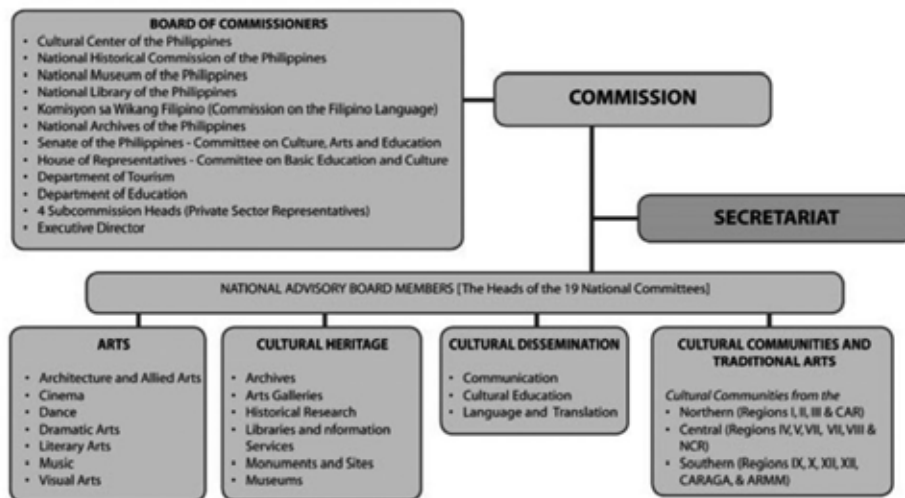 BOARD OF COMMISSIONERS
• Cultural Center of the Philippines
• National Historical Commission of the Philippines
• National Museum of the Philippines
• National Library of the Philippines
• Komisyon sa Wikang Filipino (Commission on the Filipino Language)
• National Archives of the Philippines
• Senate of the Philippines - Committee on Culture, Arts and Education
• House of Representatives - Committee on Basic Education and Culture
• Department of Tourism
• Department of Education
• 4 Subcommission Heads (Private Sector Representatives)
• Executive Director
COMMISSION
SECRETARIAT
NATIONAL ADVISORY BOARD MEMBERS [The Heads of the 19 National Committees]
ARTS
• Architecture and Allied Arts
• Cinema
• Dance
• Dramatic Arts
• Literary Arts
• Music
• Visual Arts
CULTURAL HERITAGE
• Archives
• Arts Galleries
• Historical Research
• Libraries and nformation
Services
• Monuments and Sites
• Museums
CULTURAL DISSEMINATION
• Communication
• Cultural Education
• Language and Translation
CULTURAL COMMUNITIES AND
TRADITIONAL ARTS
Cultural Communities from the
• Northern (Regions I, II, III & CAR)
• Central (Regions IV, V, VII, VII, VIII &
NCR)
• Southern (Regions IX, X, XII, XII,
CARAGA, & ARMM)